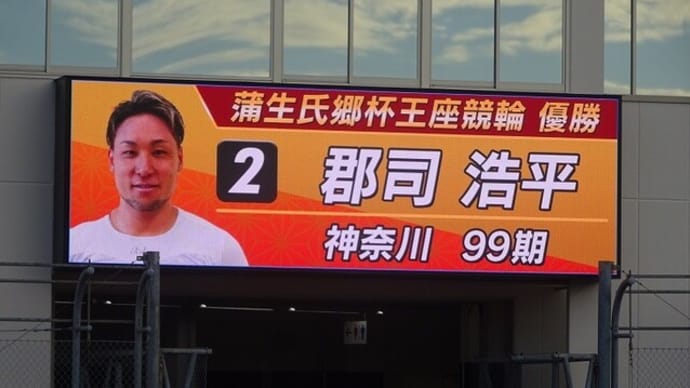 蒲生氏郷杯王座競輪 優勝
2 郡司 浩平
神奈川 99期